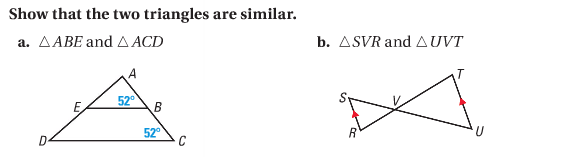 Show that the two triangles are similar.
a. △ABE and △ACD
b. △SVR and △UVT
A
T
S
V
E
52°
B
R
U
52°
D
C